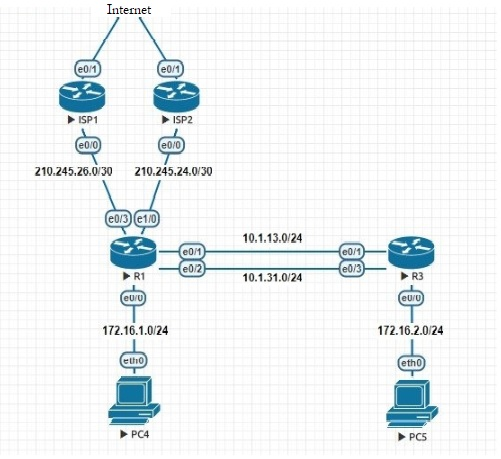 Internet
e0/1 e0/1
ISP1 ISP2
e0/0 e0/0
210.245.26.0/30 210.245.24.0/30
e0/3 e1/0
10.1.13.0/24
e0/1 e0/1
e0/2 e0/3
10.1.31.0/24
R1 R3
e0/0 e0/0
172.16.1.0/24 172.16.2.0/24
eth0 eth0
PC4 PC5